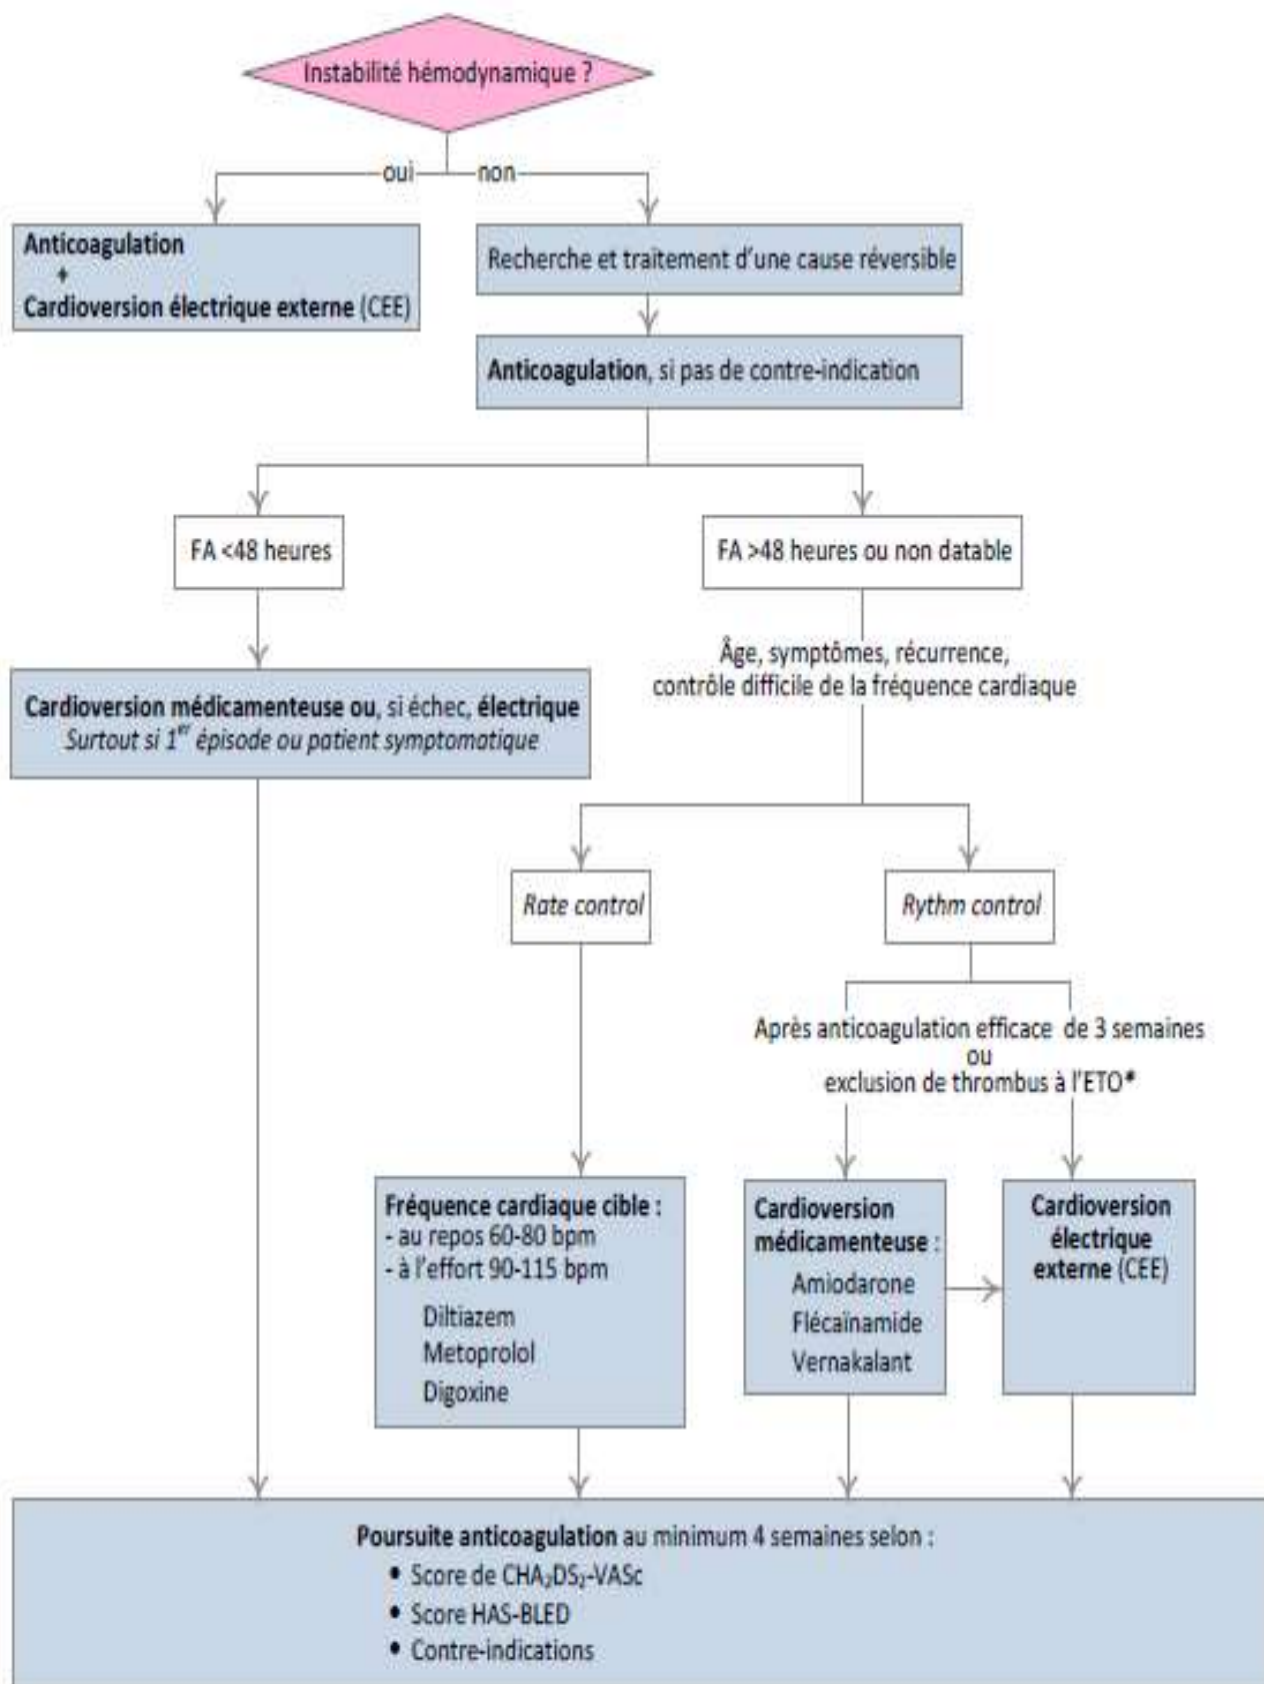 Instabilité hémodynamique ?
oui
non
Anticoagulation
+
Cardioversion électrique externe (CEE)
Recherche et traitement d'une cause réversible
Anticoagulation, si pas de contre-indication
FA <48 heures
FA >48 heures ou non datable
Âge, symptômes, récurrence,
contrôle difficile de la fréquence cardiaque
Cardioversion médicamenteuse ou, si échec, électrique
Surtout si 1er épisode ou patient symptomatique
Rate control
Rythm control
Après anticoagulation efficace de 3 semaines
ou
exclusion de thrombus à l'ETO*
Fréquence cardiaque cible :
- au repos 60-80 bpm
- à l'effort 90-115 bpm
Diltiazem
Metoprolol
Digoxine
Cardioversion
médicamenteuse :
Amiodarone
Flécaïnamide
Vernakalant
Cardioversion
électrique
externe (CEE)
Poursuite anticoagulation au minimum 4 semaines selon :
• Score de CHA₂DS₂-VASc
• Score HAS-BLED
• Contre-indications